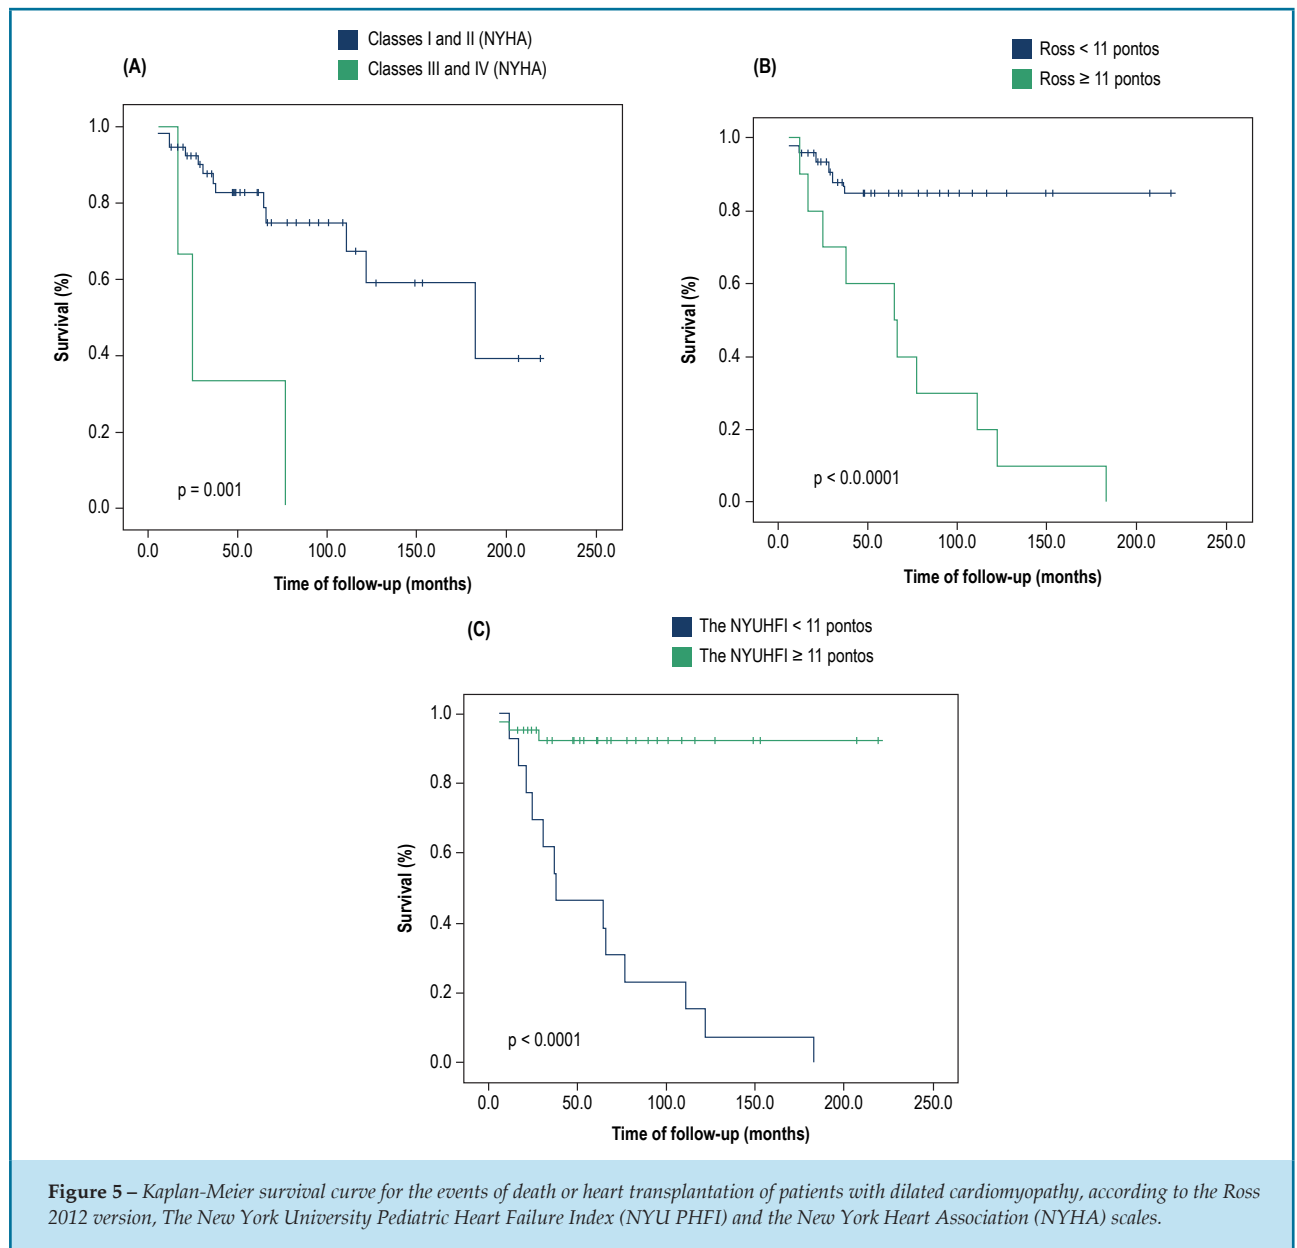 (A)
Classes I and II (NYHA)
Classes III and IV (NYHA)
1.0
0.8
0.6
0.4
0.2
0.0
Survival (%)
p = 0.001
0.0 50.0 100.0 150.0 200.0 250.0
Time of follow-up (months)
(B)
Ross < 11 pontos
Ross ≥ 11 pontos
1.0
0.8
0.6
0.4
0.2
0.0
Survival (%)
p < 0.0.0001
0.0 50.0 100.0 150.0 200.0 250.0
Time of follow-up (months)
(C)
The NYUHFI < 11 pontos
The NYUHFI ≥ 11 pontos
1.0
0.8
0.6
0.4
0.2
0.0
Survival (%)
p < 0.0001
0.0 50.0 100.0 150.0 200.0 250.0
Time of follow-up (months)
Figure 5 – Kaplan-Meier survival curve for the events of death or heart transplantation of patients with dilated cardiomyopathy, according to the Ross
2012 version, The New York University Pediatric Heart Failure Index (NYU PHFI) and the New York Heart Association (NYHA) scales.